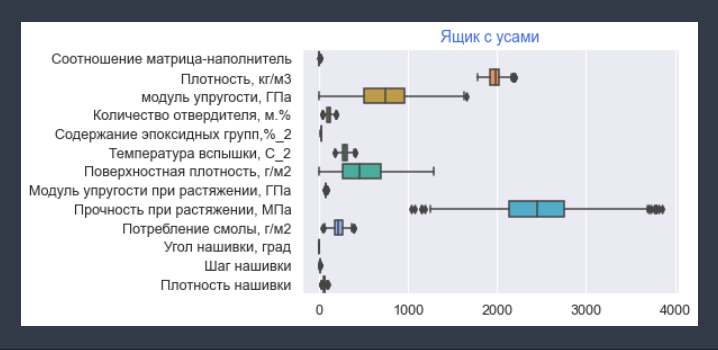 Ящик с усами
Соотношение матрица-наполнитель
Плотность, кг/м3
модуль упругости, ГПа
Количество отвердителя, м.%
Содержание эпоксидных групп,%_2
Температура вспышки, С_2
Поверхностная плотность, г/м2
Модуль упругости при растяжении, ГПа
Прочность при растяжении, МПа
Потребление смолы, г/м2
Угол нашивки, град
Шаг нашивки
Плотность нашивки
0 1000 2000 3000 4000